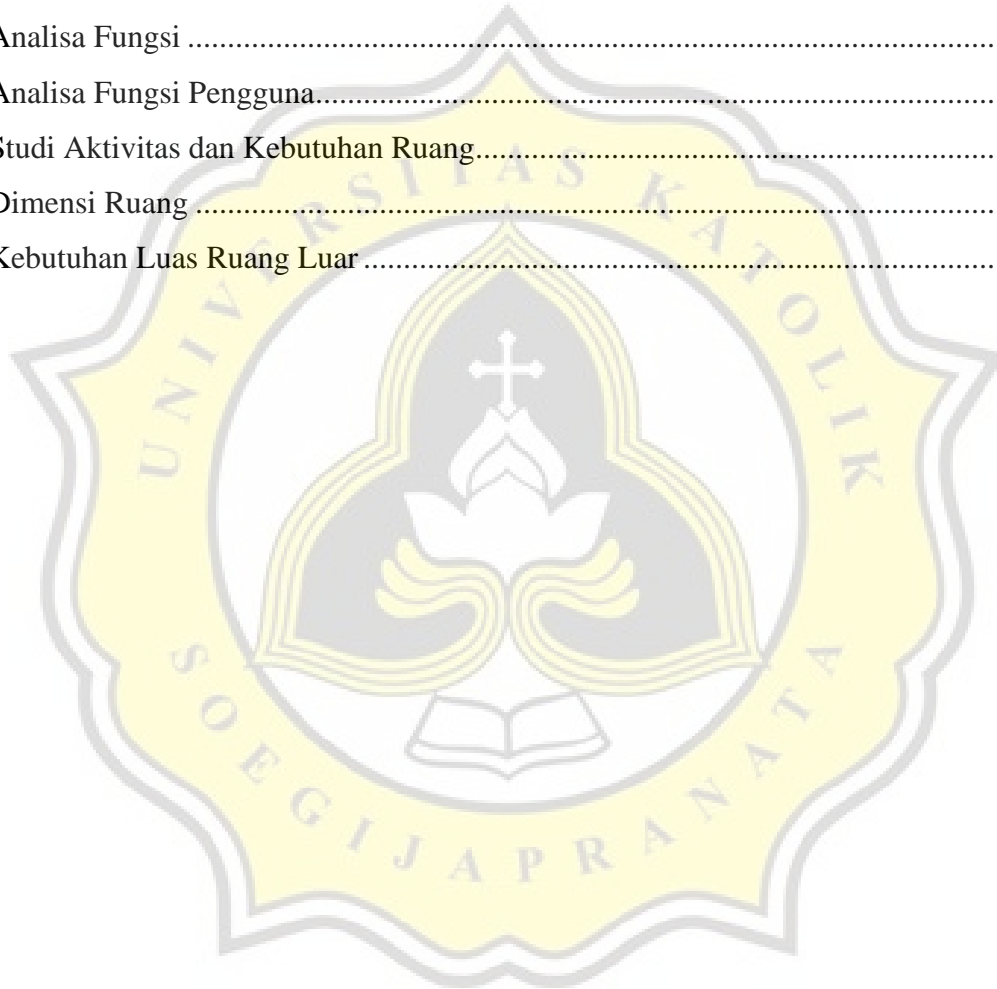 Analisa Fungsi ....................................................................................................
Analisa Fungsi Pengguna....................................................................................
Studi Aktivitas dan Kebutuhan Ruang................................................................
Dimensi Ruang ...................................................................................................
Kebutuhan Luas Ruang Luar ..............................................................................
UNIVERSITAS KATOLIK
SOEGIJAPRANATA